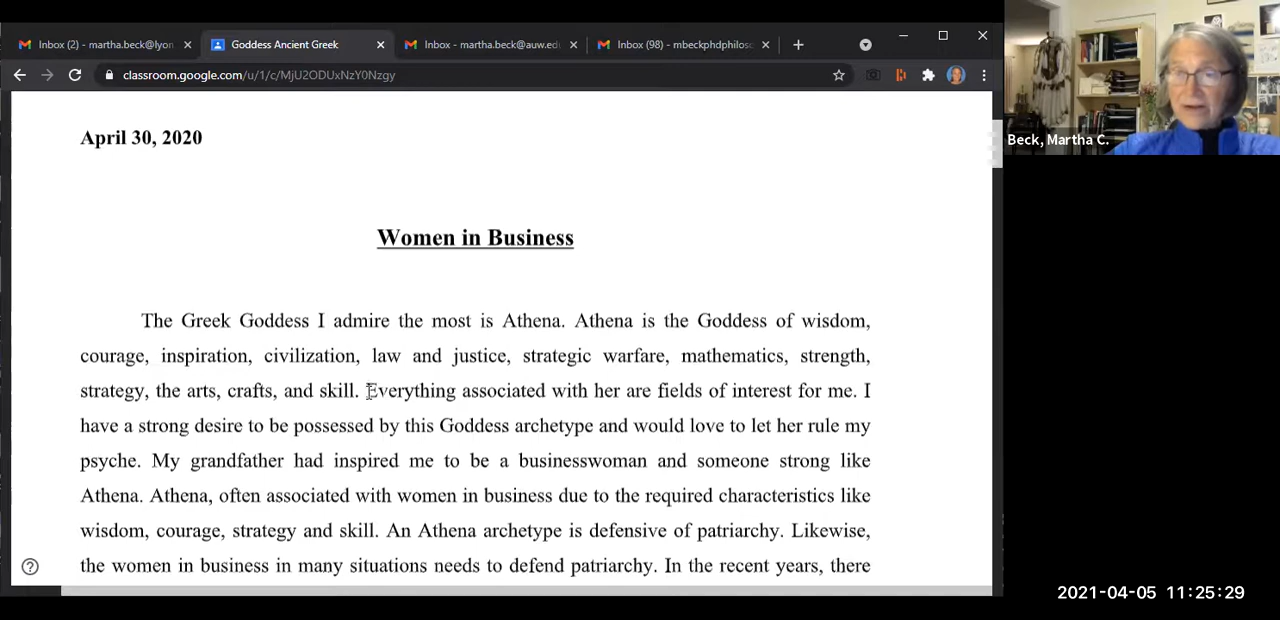 Inbox (2) - martha.beck@lyon
Goddess Ancient Greek
Inbox - martha.beck@auw.ed
Inbox (98) - mbeckphdphilos
classroom.google.com/u/1/c/MjU2ODUxNzY0Nzgy
Beck, Martha C.
April 30, 2020
Women in Business
The Greek Goddess I admire the most is Athena. Athena is the Goddess of wisdom,
courage, inspiration, civilization, law and justice, strategic warfare, mathematics, strength,
strategy, the arts, crafts, and skill. Everything associated with her are fields of interest for me. I
have a strong desire to be possessed by this Goddess archetype and would love to let her rule my
psyche. My grandfather had inspired me to be a businesswoman and someone strong like
Athena. Athena, often associated with women in business due to the required characteristics like
wisdom, courage, strategy and skill. An Athena archetype is defensive of patriarchy. Likewise,
the women in business in many situations needs to defend patriarchy. In the recent years, there
2021-04-05 11:25:29